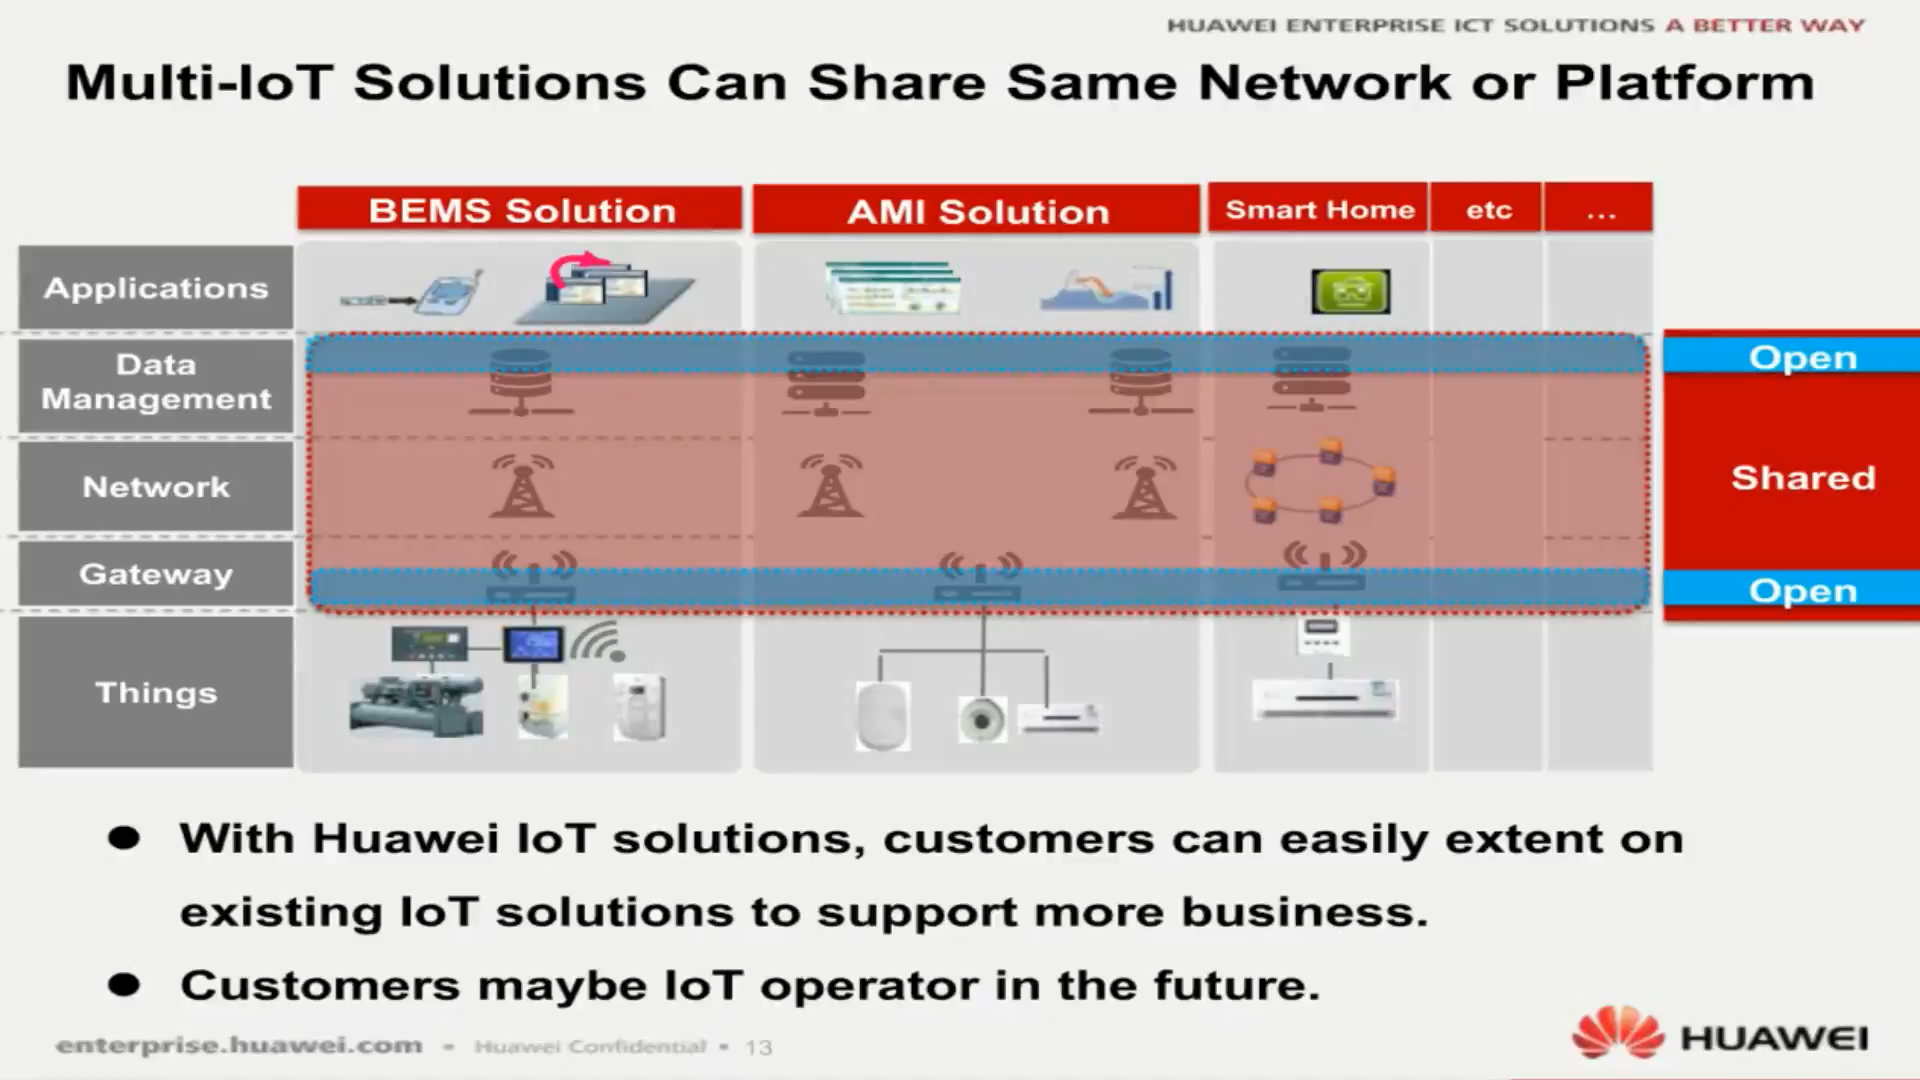 HUAWEI ENTERPRISE ICT SOLUTIONS A BETTER WAY
Multi-IoT Solutions Can Share Same Network or Platform
BEMS Solution
AMI Solution
Smart Home
etc
...
Applications
Data
Management
Network
Gateway
Things
Open
Shared
Open
● With Huawei IoT solutions, customers can easily extent on
existing IoT solutions to support more business.
● Customers maybe IoT operator in the future.
enterprise.huawei.com • Huawei Confidential • 13
HUAWEI